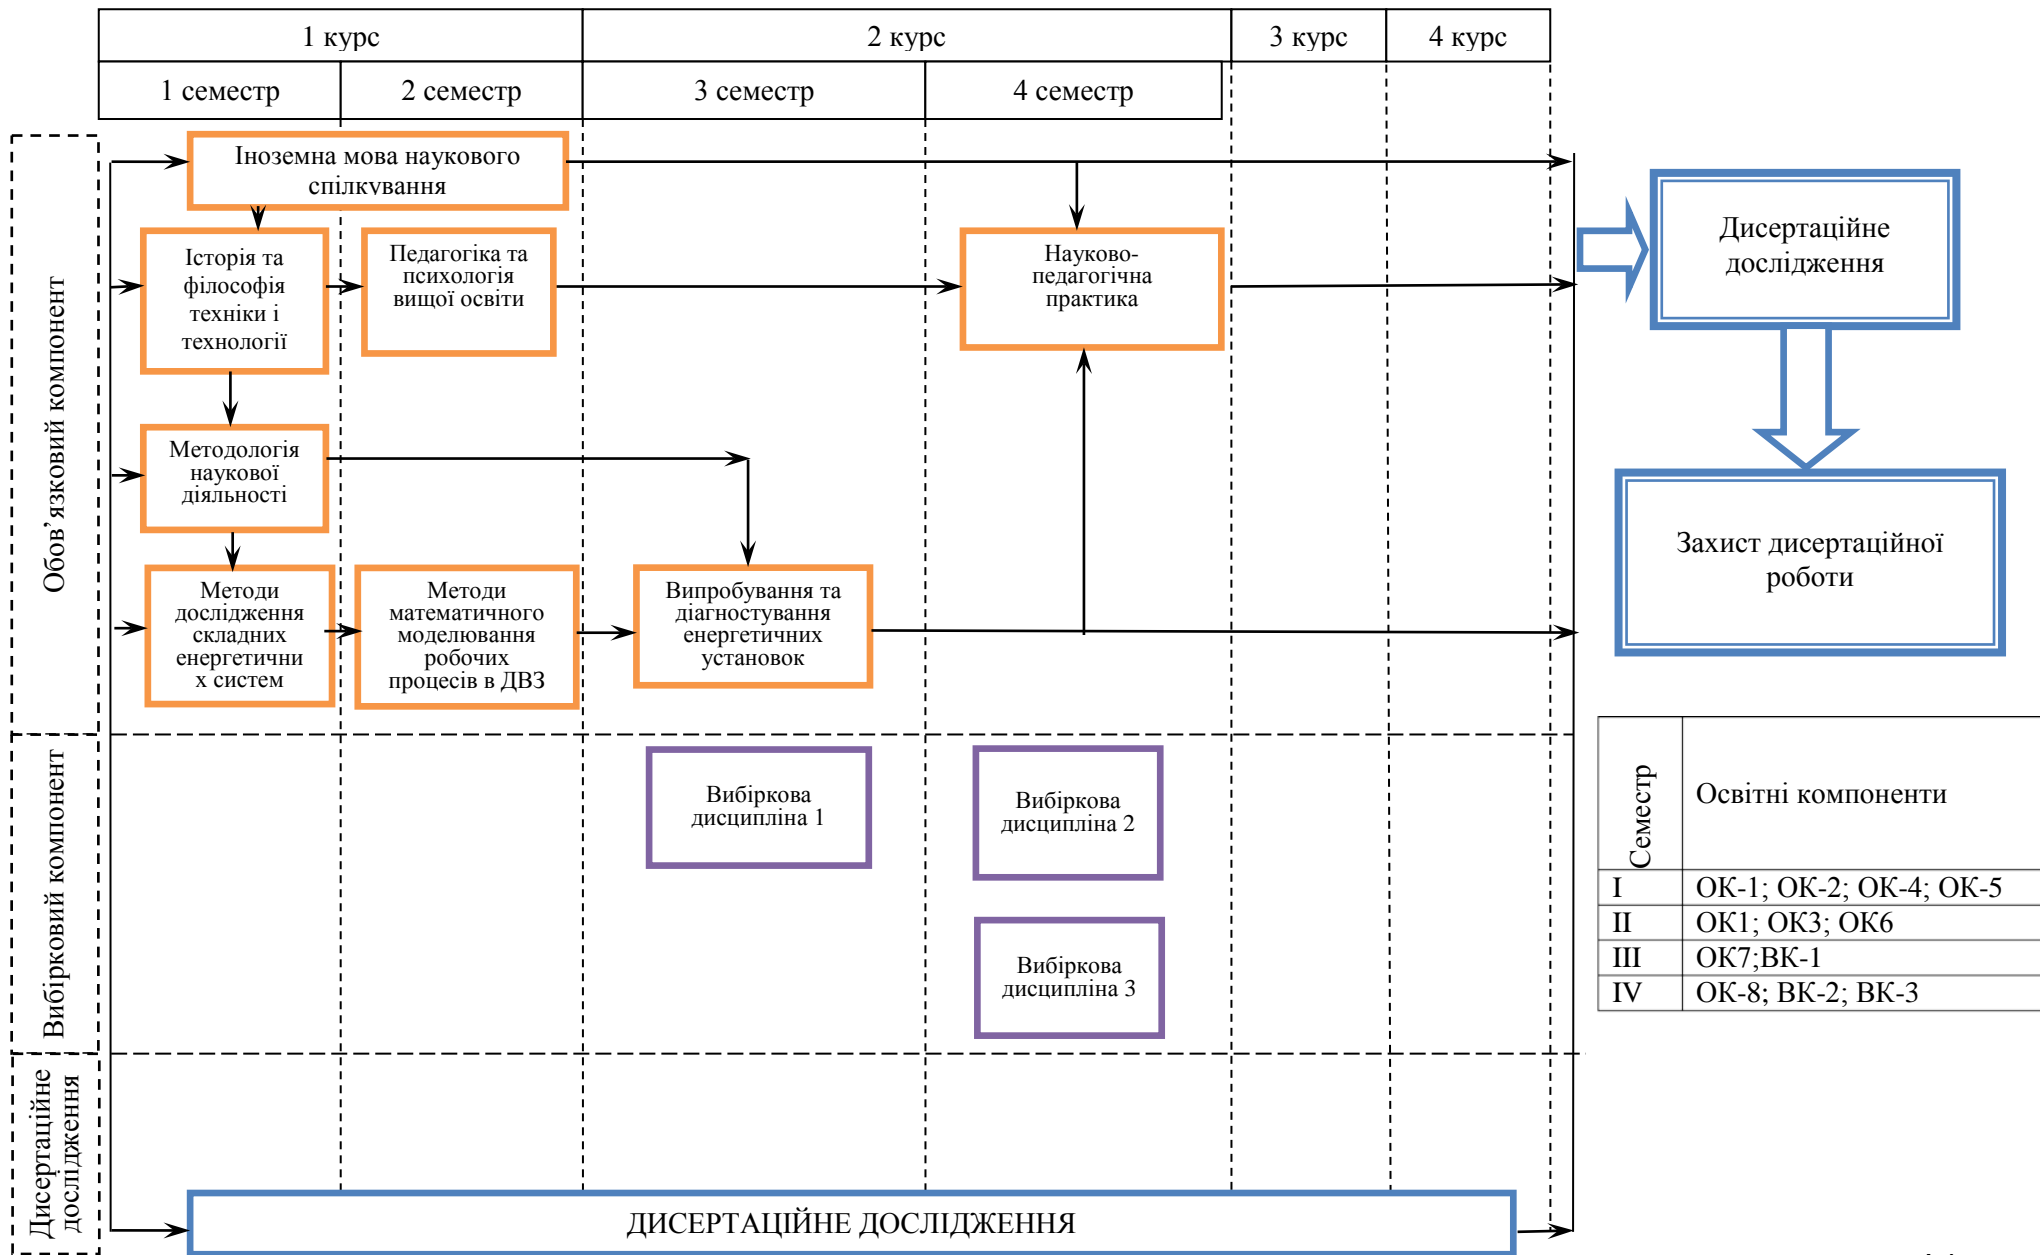 1 курс
2 курс
3 курс
4 курс
1 семестр
2 семестр
3 семестр
4 семестр
Обов’язковий компонент
Іноземна мова наукового
спілкування
Історія та
філософія
техніки і
технології
Педагогіка та
психологія
вищої освіти
Науково-
педагогічна
практика
Методологія
наукової
діяльності
Методи
дослідження
складних
енергетични
х систем
Методи
математичного
моделювання
робочих
процесів в ДВЗ
Випробування та
діагностування
енергетичних
установок
Дисертаційне
дослідження
Захист дисертаційної
роботи
Вибірковий компонент
Вибіркова
дисципліна 1
Вибіркова
дисципліна 2
Вибіркова
дисципліна 3
Семестр
Освітні компоненти
I
ОК-1; ОК-2; ОК-4; ОК-5
II
ОК1; ОК3; ОК6
III
ОК7;ВК-1
IV
ОК-8; ВК-2; ВК-3
Дисертаційне
дослідження
ДИСЕРТАЦІЙНЕ ДОСЛІДЖЕННЯ